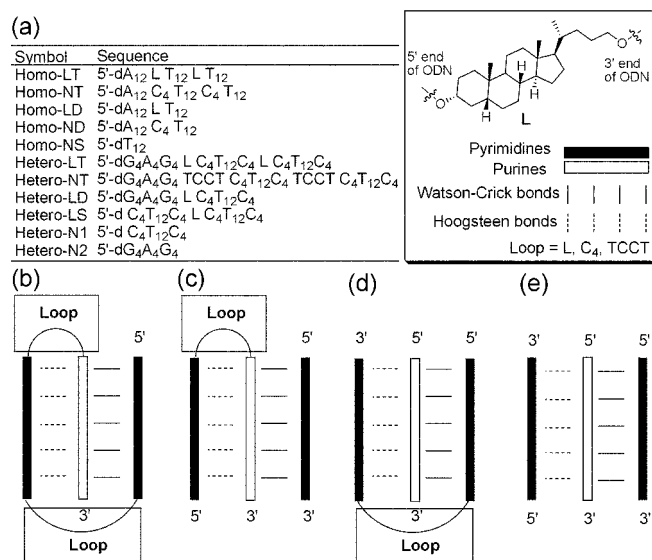 (a)
Symbol Sequence
Homo-LT 5'-dA₁₂ L T₁₂ L T₁₂
Homo-NT 5'-dA₁₂ C₄ T₁₂ C₄ T₁₂
Homo-LD 5'-dA₁₂ L T₁₂
Homo-ND 5'-dA₁₂ C₄ T₁₂
Homo-NS 5'-dT₁₂
Hetero-LT 5'-dG₄A₄G₄ L C₄T₁₂C₄ L C₄T₁₂C₄
Hetero-NT 5'-dG₄A₄G₄ TCCT C₄T₁₂C₄ TCCT C₄T₁₂C₄
Hetero-LD 5'-dG₄A₄G₄ L C₄T₁₂C₄
Hetero-LS 5'-d C₄T₁₂C₄ L C₄T₁₂C₄
Hetero-N1 5'-dC₄T₁₂C₄
Hetero-N2 5'-dG₄A₄G₄
5' end
of ODN
3' end
of ODN
O
O
H
H
H
H
L
Pyrimidines
Purines
Watson-Crick bonds
Hoogsteen bonds
Loop = L, C₄, TCCT
(b) (c) (d) (e)
Loop 5' Loop 5' 3' 5' 5' 3' 5' 5'
3' 5' 3' 3' 3' 5' 3' 3'
Loop Loop